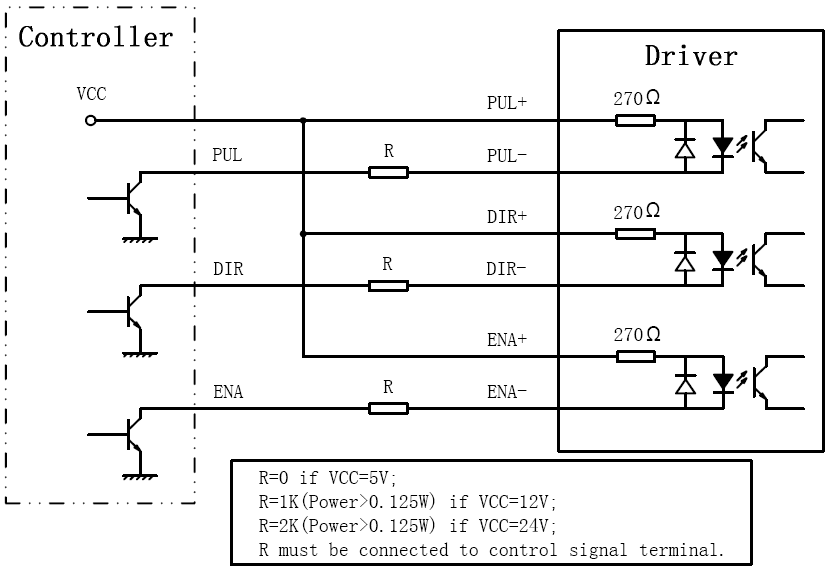 Controller
Driver
VCC
PUL+
270Ω
PUL
R
PUL-
DIR+
270Ω
DIR
R
DIR-
ENA+
270Ω
ENA
R
ENA-
R=0 if VCC=5V;
R=1K(Power>0.125W) if VCC=12V;
R=2K(Power>0.125W) if VCC=24V;
R must be connected to control signal terminal.